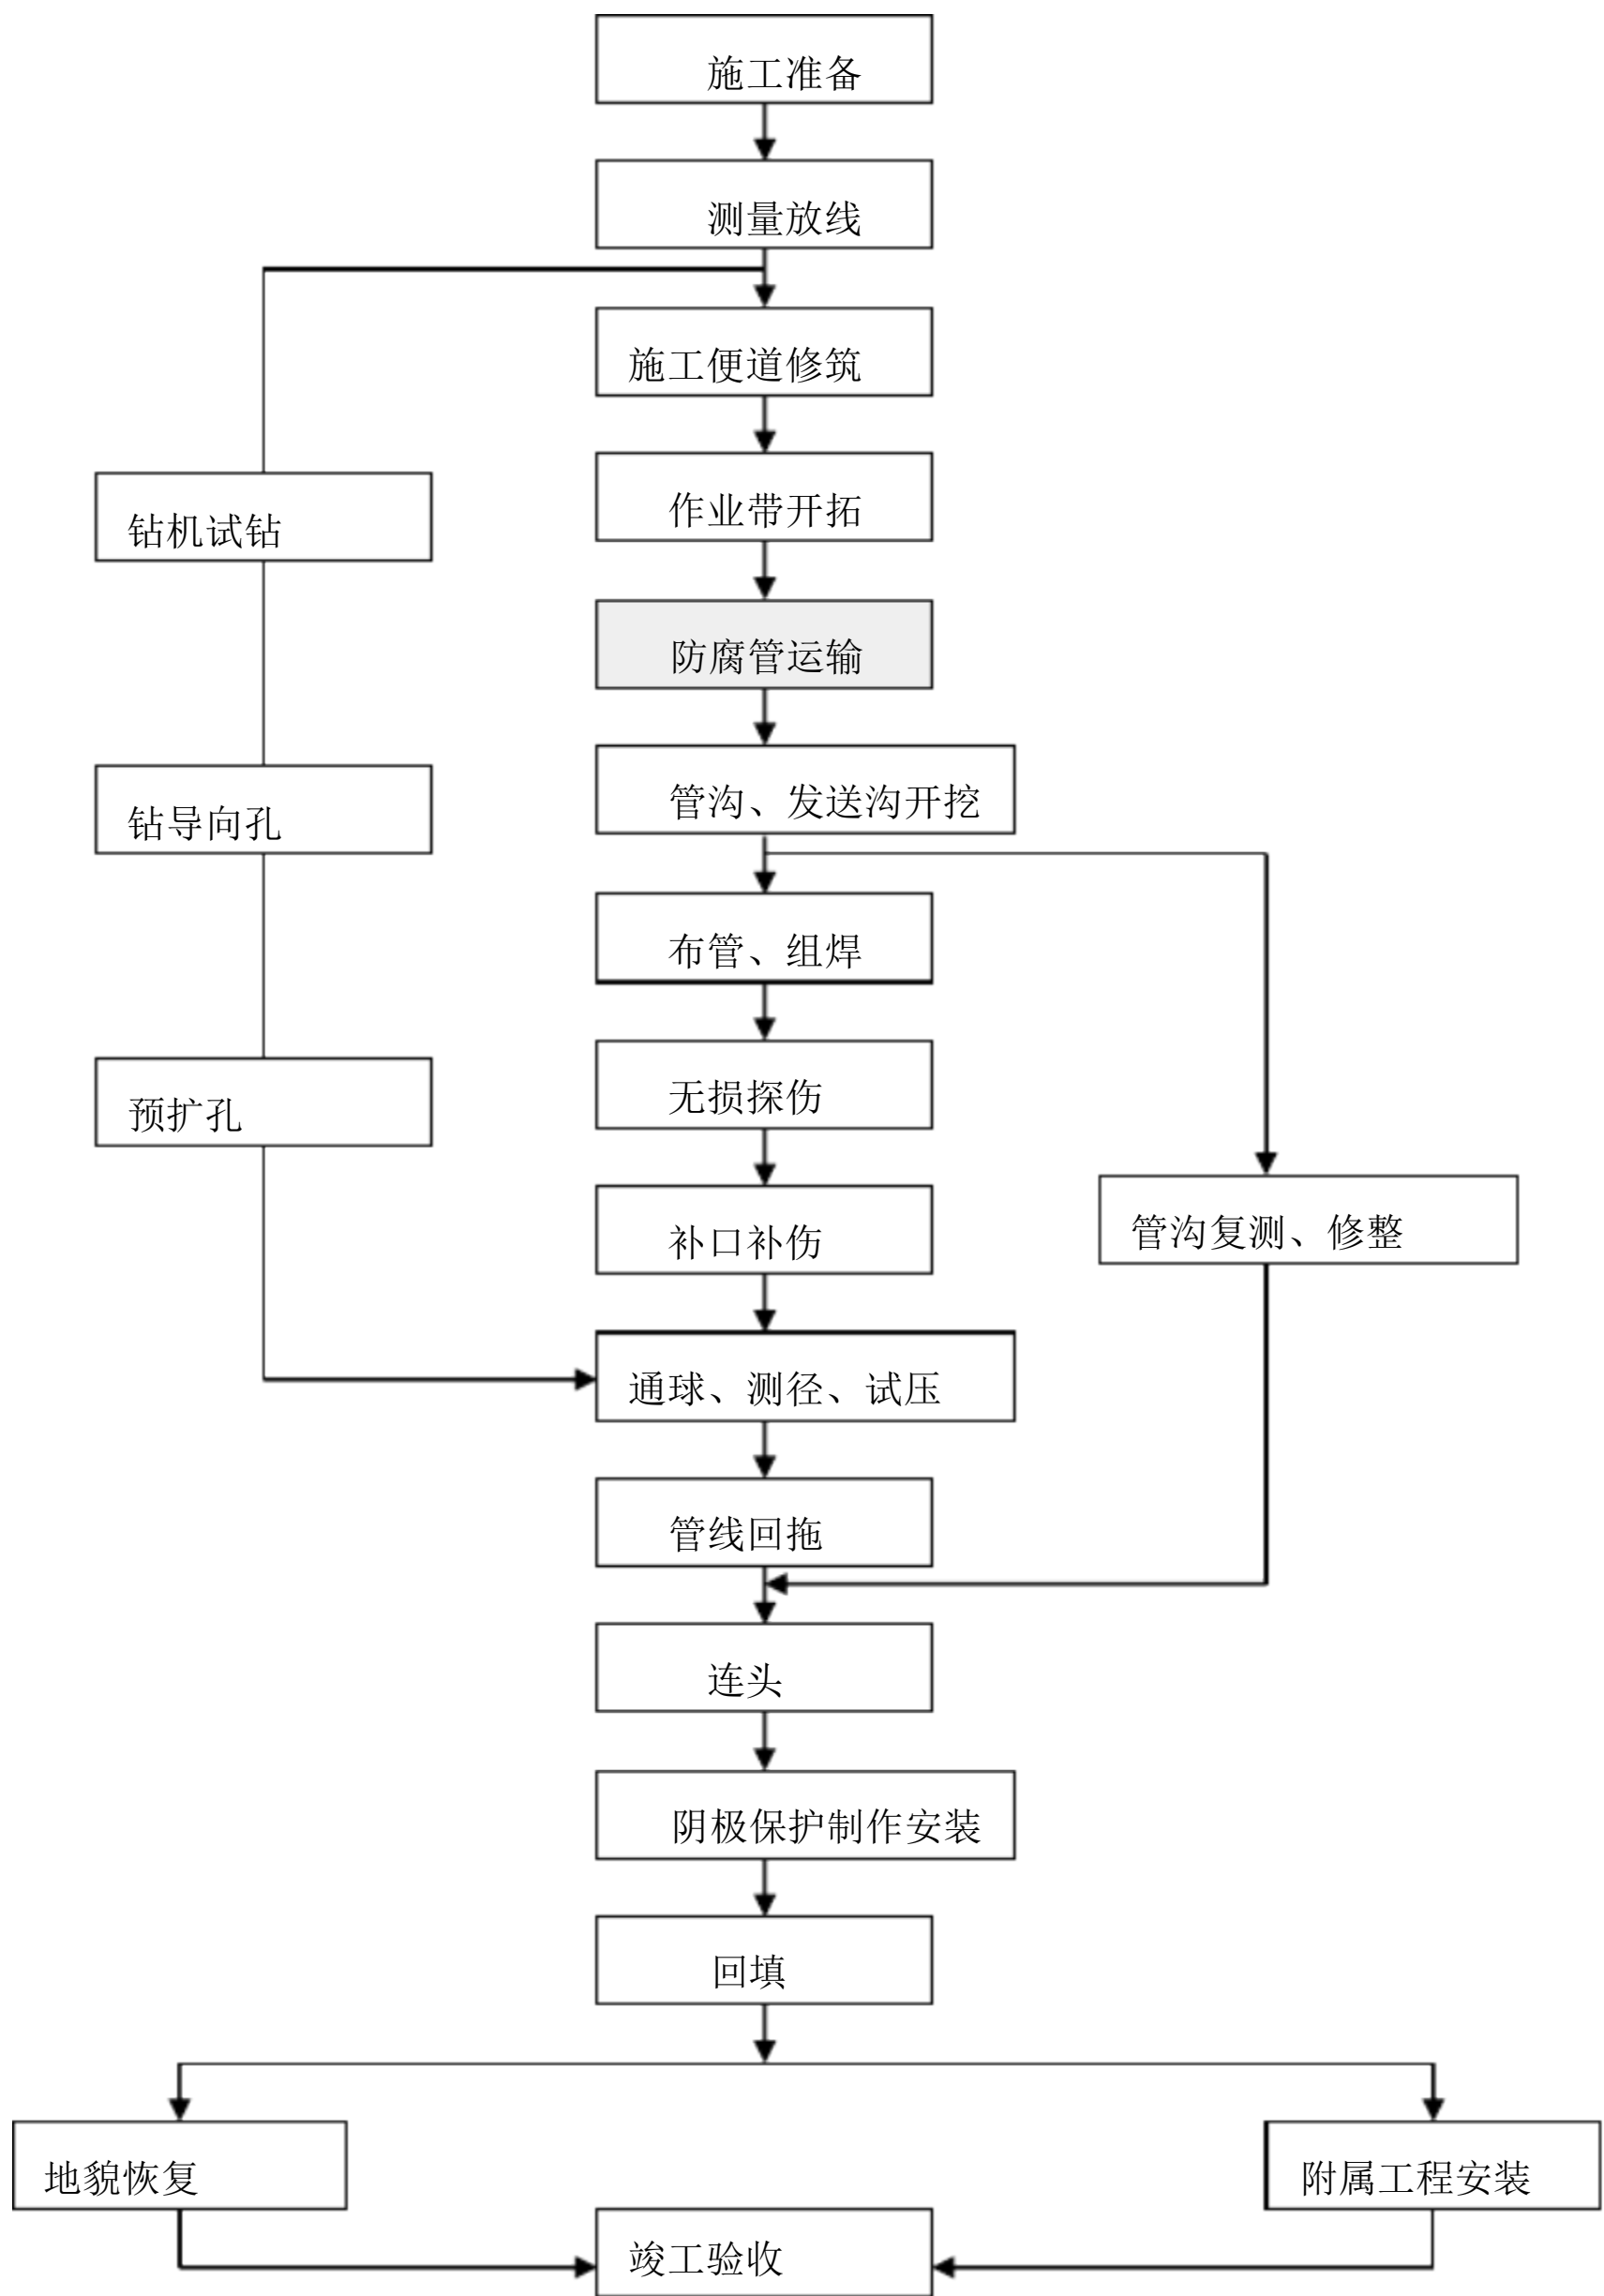 施工准备
测量放线
施工便道修筑
钻机试钻
作业带开拓
防腐管运输
钻导向孔
管沟、发送沟开挖
布管、组焊
预扩孔
无损探伤
补口补伤
管沟复测、修整
通球、测径、试压
管线回拖
连头
阴极保护制作安装
回填
地貌恢复
附属工程安装
竣工验收